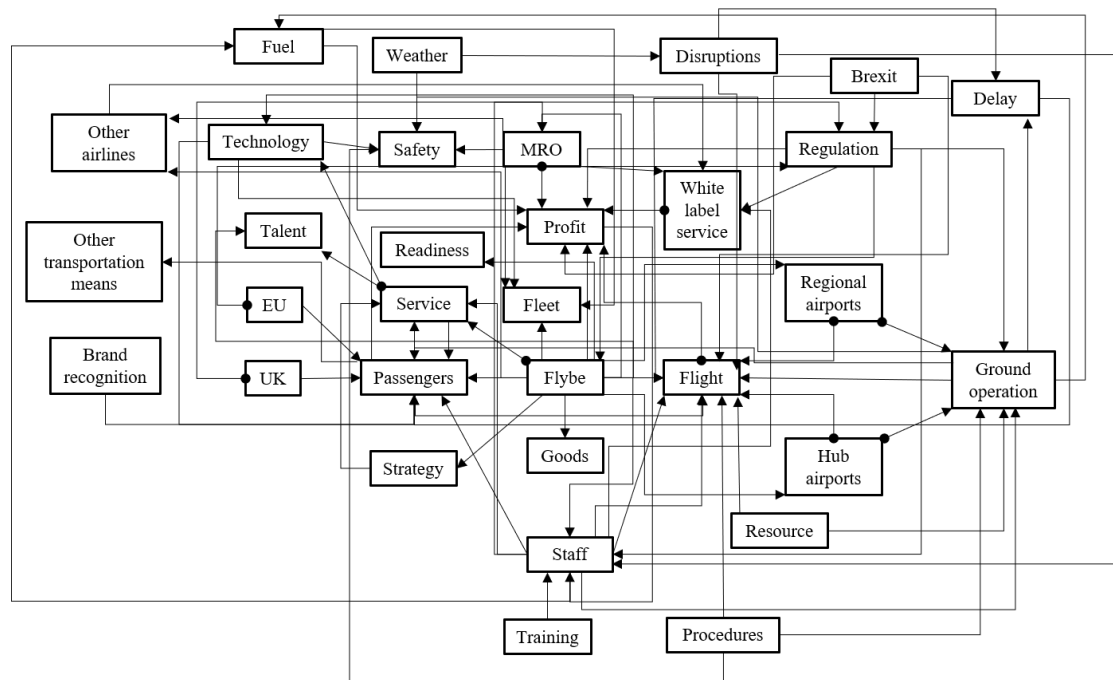 Fuel
Weather
Disruptions
Brexit
Delay
Other
airlines
Technology
Safety
MRO
Regulation
White
label
service
Talent
Profit
Readiness
Other
transportation
means
EU
Service
Fleet
Regional
airports
Brand
recognition
UK
Passengers
Flybe
Flight
Ground
operation
Strategy
Goods
Hub
airports
Resource
Staff
Training
Procedures